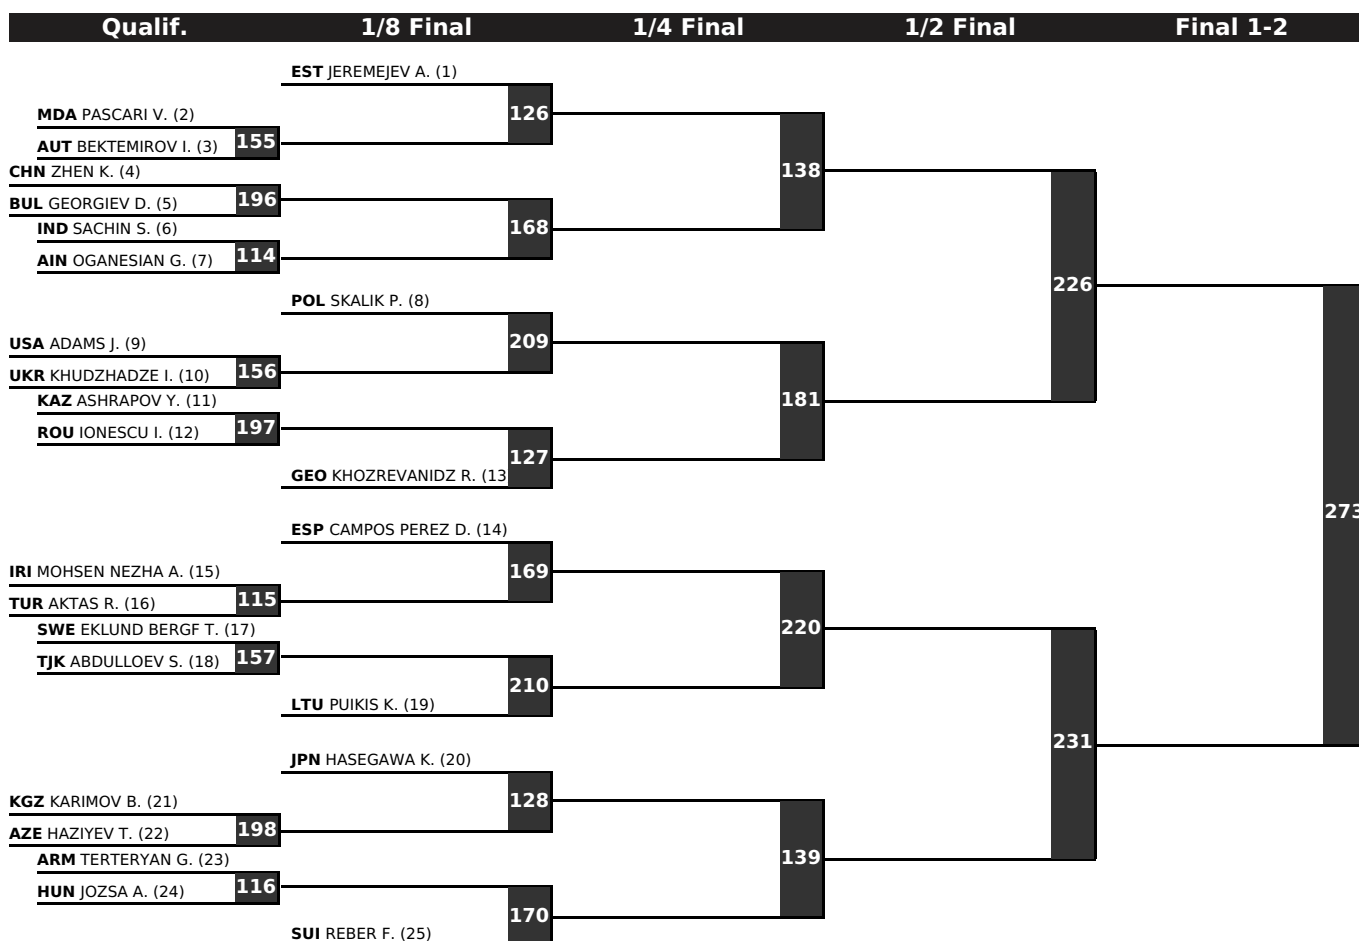 Qualif. 1/8 Final 1/4 Final 1/2 Final Final 1-2
EST JEREMEJEV A. (1)
126
MDA PASCARI V. (2)
155
AUT BEKTEMIROV I. (3)
138
CHN ZHEN K. (4)
196
BUL GEORGIEV D. (5)
168
IND SACHIN S. (6)
114
AIN OGANESIAN G. (7)
226
POL SKALIK P. (8)
209
USA ADAMS J. (9)
156
UKR KHUDZHADZE I. (10)
181
KAZ ASHRAPOV Y. (11)
197
ROU IONESCU I. (12)
127
GEO KHOZREVANIDZ R. (13
273
ESP CAMPOS PEREZ D. (14)
169
IRI MOHSEN NEZHA A. (15)
115
TUR AKTAS R. (16)
220
SWE EKLUND BERGF T. (17)
157
TJK ABDULLOEV S. (18)
210
LTU PUIKIS K. (19)
231
JPN HASEGAWA K. (20)
128
KGZ KARIMOV B. (21)
198
AZE HAZIYEV T. (22)
139
ARM TERTERYAN G. (23)
116
HUN JOZSA A. (24)
170
SUI REBER F. (25)